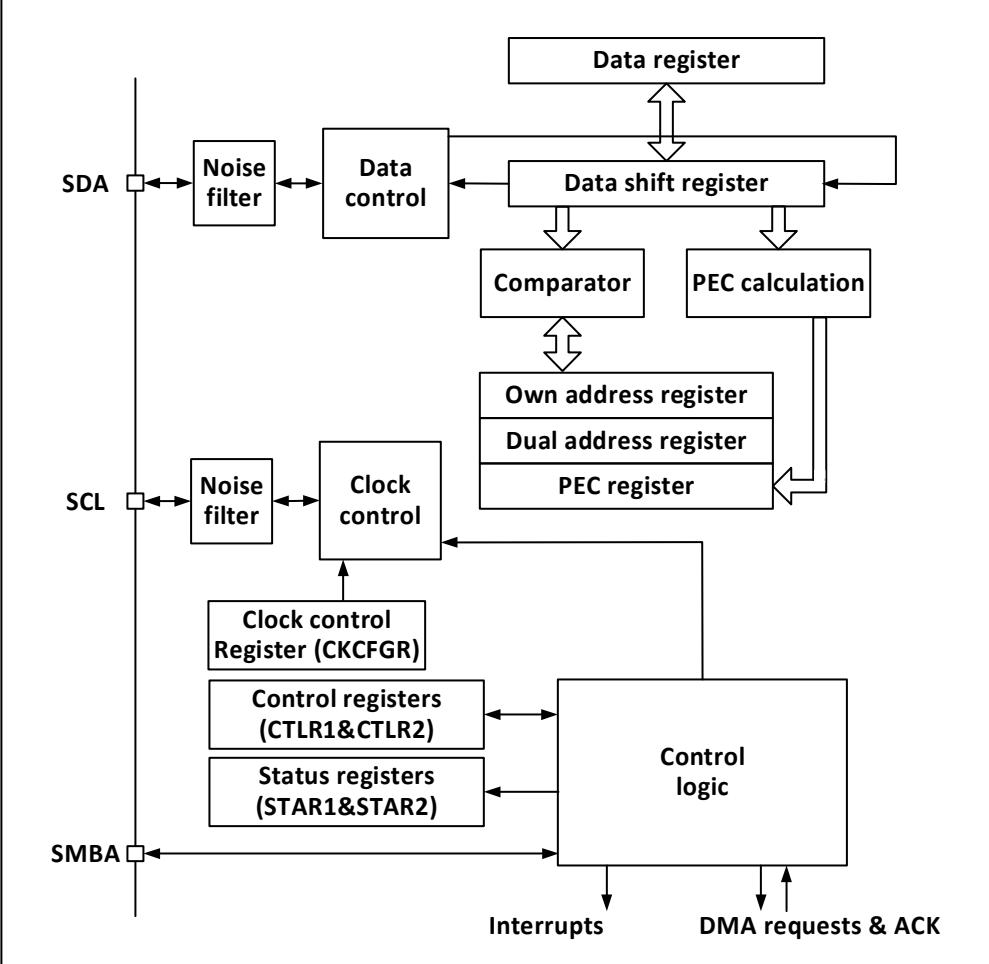 Data register
SDA
Noise
filter
Data
control
Data shift register
Comparator
PEC calculation
Own address register
Dual address register
PEC register
SCL
Noise
filter
Clock
control
Clock control
Register (CKCFGR)
Control registers
(CTLR1&CTLR2)
Status registers
(STAR1&STAR2)
Control
logic
SMBA
Interrupts
DMA requests & ACK